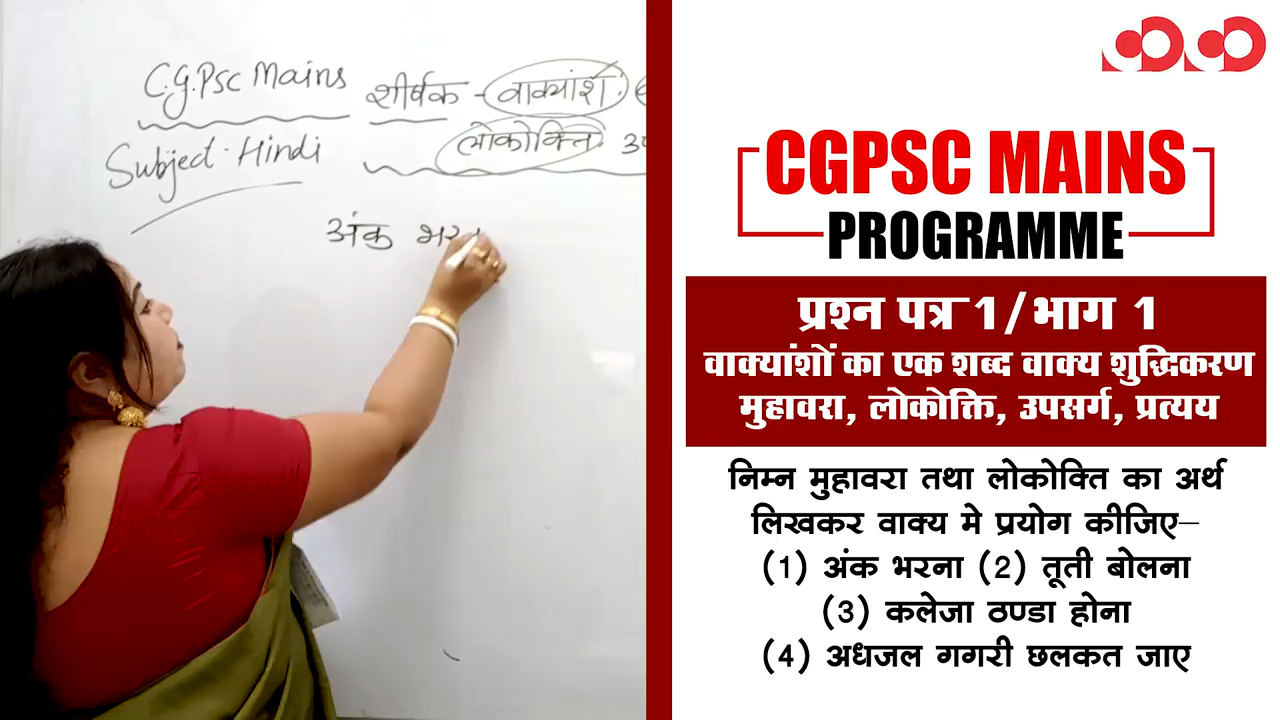 C.G.PSC Mains
शीर्षक - वाक्यांश
Subject - Hindi
लोकोक्ति
अंक भर
CGPSC MAINS
PROGRAMME
प्रश्न पत्र 1/भाग 1
वाक्यांशों का एक शब्द वाक्य शुद्धिकरण
मुहावरा, लोकोक्ति, उपसर्ग, प्रत्यय
निम्न मुहावरा तथा लोकोक्ति का अर्थ
लिखकर वाक्य मे प्रयोग कीजिए–
(1) अंक भरना (2) तूती बोलना
(3) कलेजा ठण्डा होना
(4) अधजल गगरी छलकत जाए